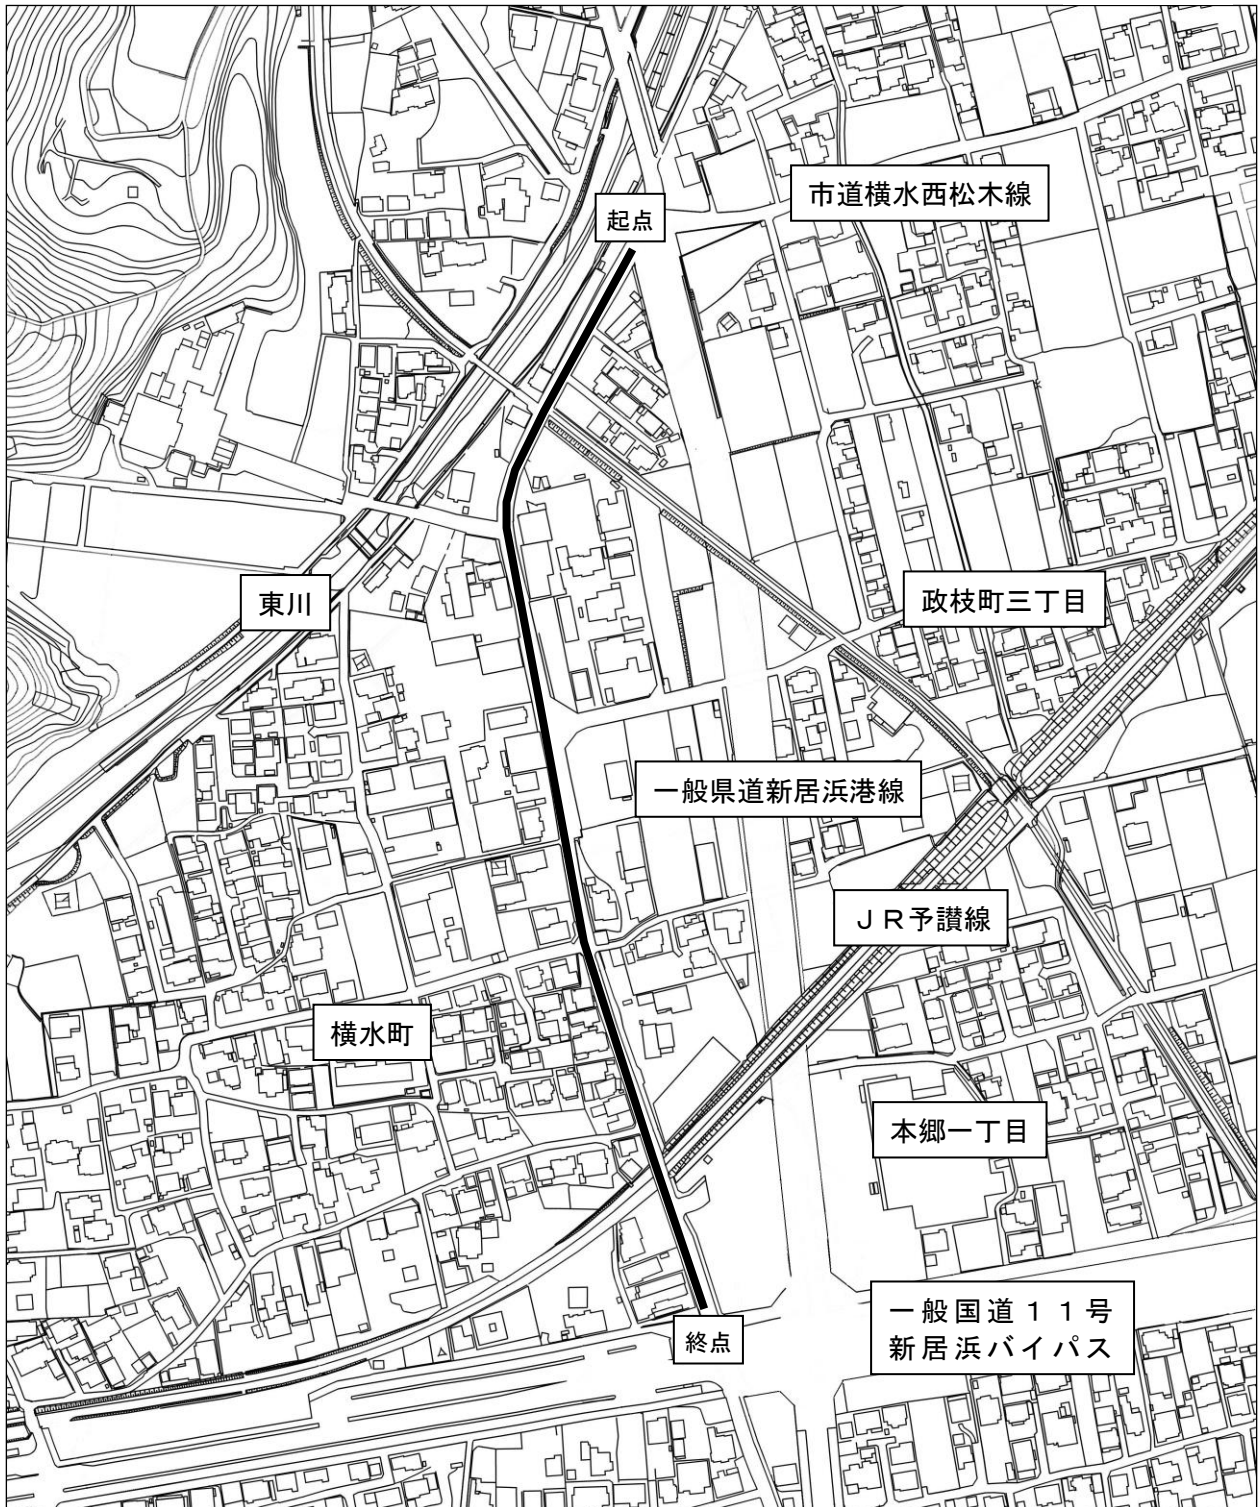 市道横水西松木線
起点
東川
政枝町三丁目
一般県道新居浜港線
ＪＲ予讃線
横水町
本郷一丁目
一般国道１１号
新居浜バイパス
終点